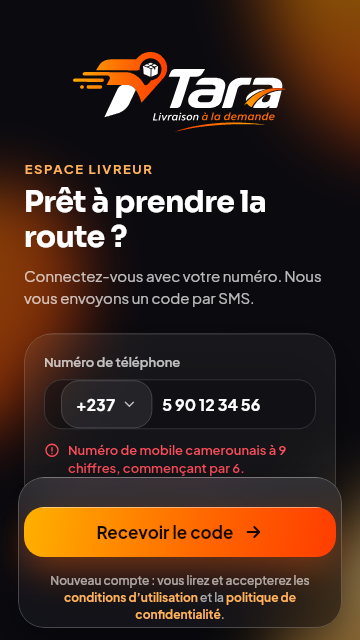 Tara
Livraison à la demande
ESPACE LIVREUR
Prêt à prendre la
route ?
Connectez-vous avec votre numéro. Nous
vous envoyons un code par SMS.
Numéro de téléphone
+237 5 90 12 34 56
Numéro de mobile camerounais à 9
chiffres, commençant par 6.
Recevoir le code →
Nouveau compte : vous lirez et accepterez les
conditions d’utilisation et la politique de
confidentialité.